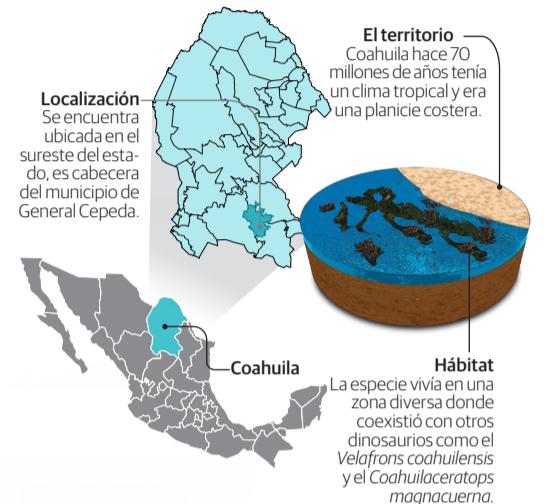 El territorio
Coahuila hace 70
millones de años tenía
un clima tropical y era
una planicie costera.
Localización
Se encuentra
ubicada en el
sureste del esta-
do, es cabecera
del municipio de
General Cepeda.
Coahuila
Hábitat
La especie vivía en una
zona diversa donde
coexistió con otros
dinosaurios como el
Velafrons coahuilensis
y el Coahuilaceratops
magnacuerna.